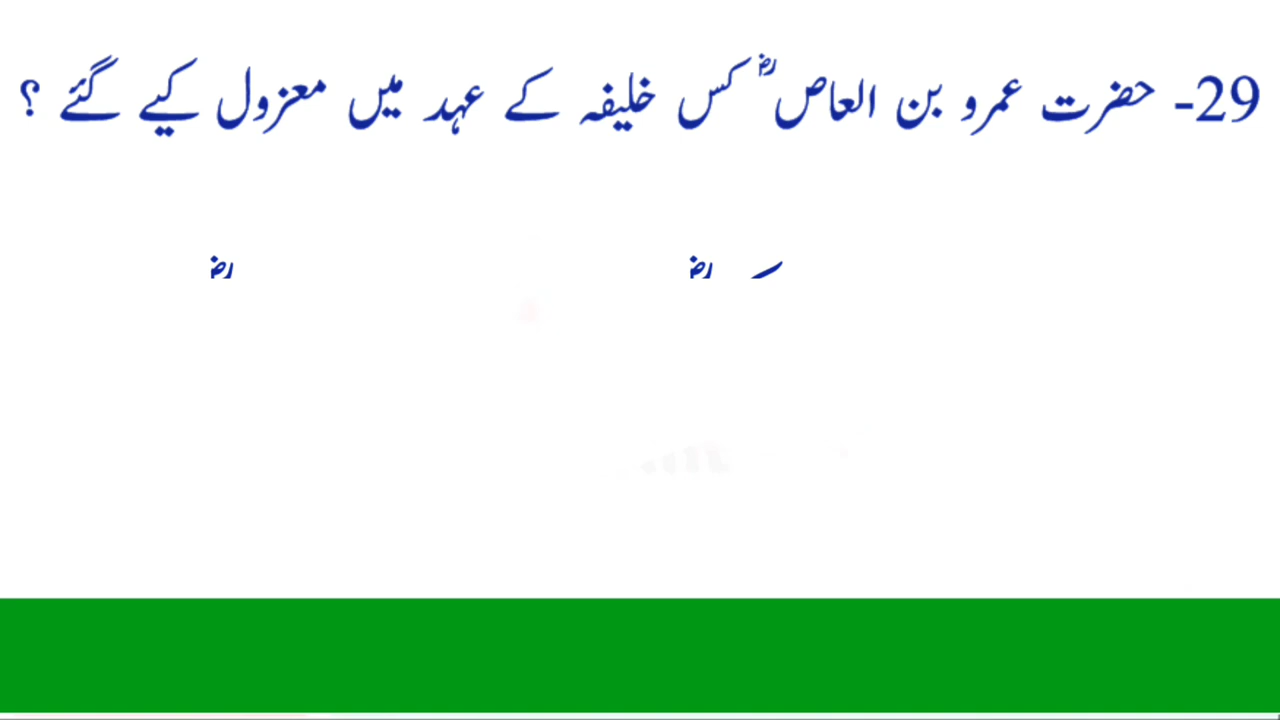 29- حضرت عمرو بن العاصؓ کس خلیفہ کے عہد میں معزول کیے گئے ؟